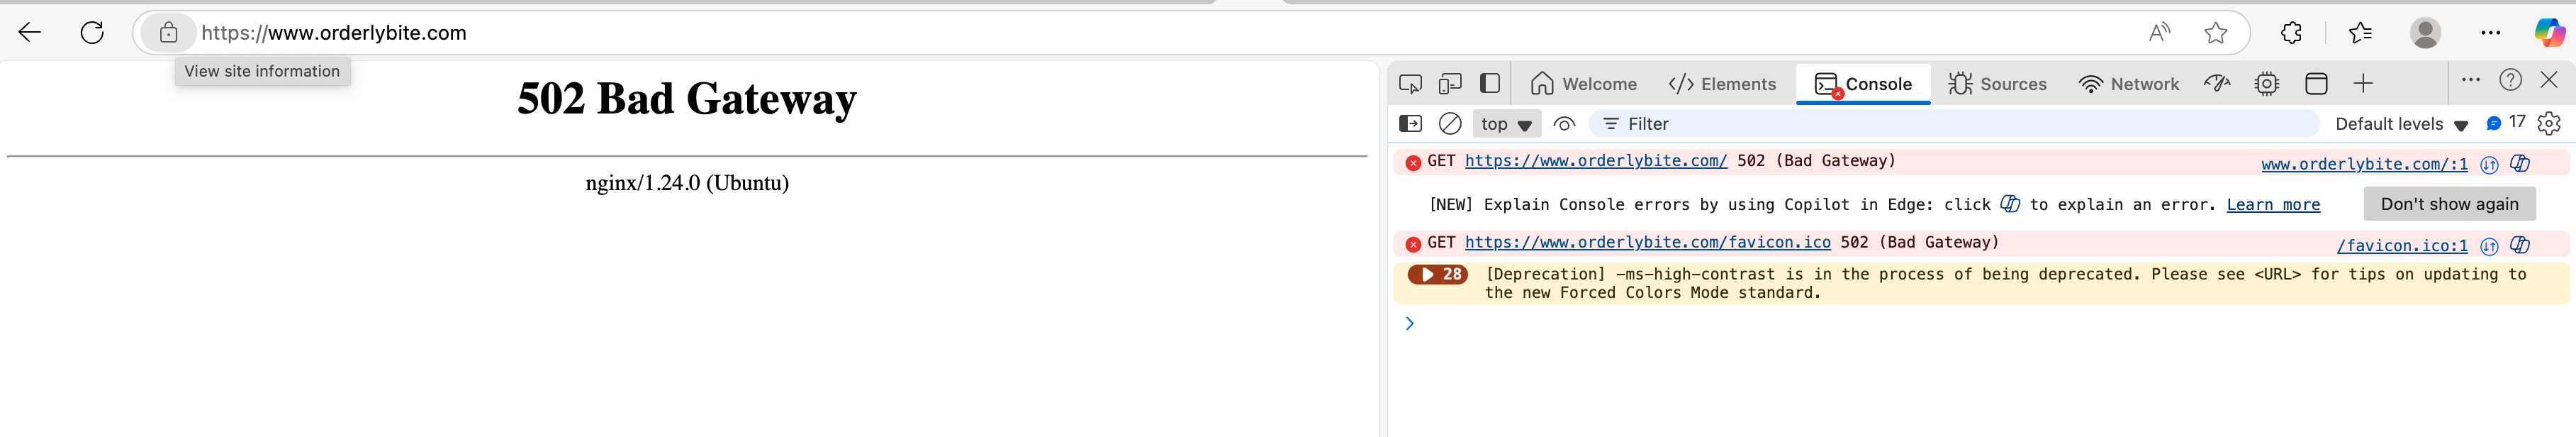 https://www.orderlybite.com
View site information
502 Bad Gateway
nginx/1.24.0 (Ubuntu)
Welcome
Elements
Console
Sources
Network
top
Filter
Default levels
17
GET https://www.orderlybite.com/ 502 (Bad Gateway)
www.orderlybite.com/:1
[NEW] Explain Console errors by using Copilot in Edge: click to explain an error. Learn more
Don't show again
GET https://www.orderlybite.com/favicon.ico 502 (Bad Gateway)
/favicon.ico:1
28
[Deprecation] -ms-high-contrast is in the process of being deprecated. Please see <URL> for tips on updating to
the new Forced Colors Mode standard.